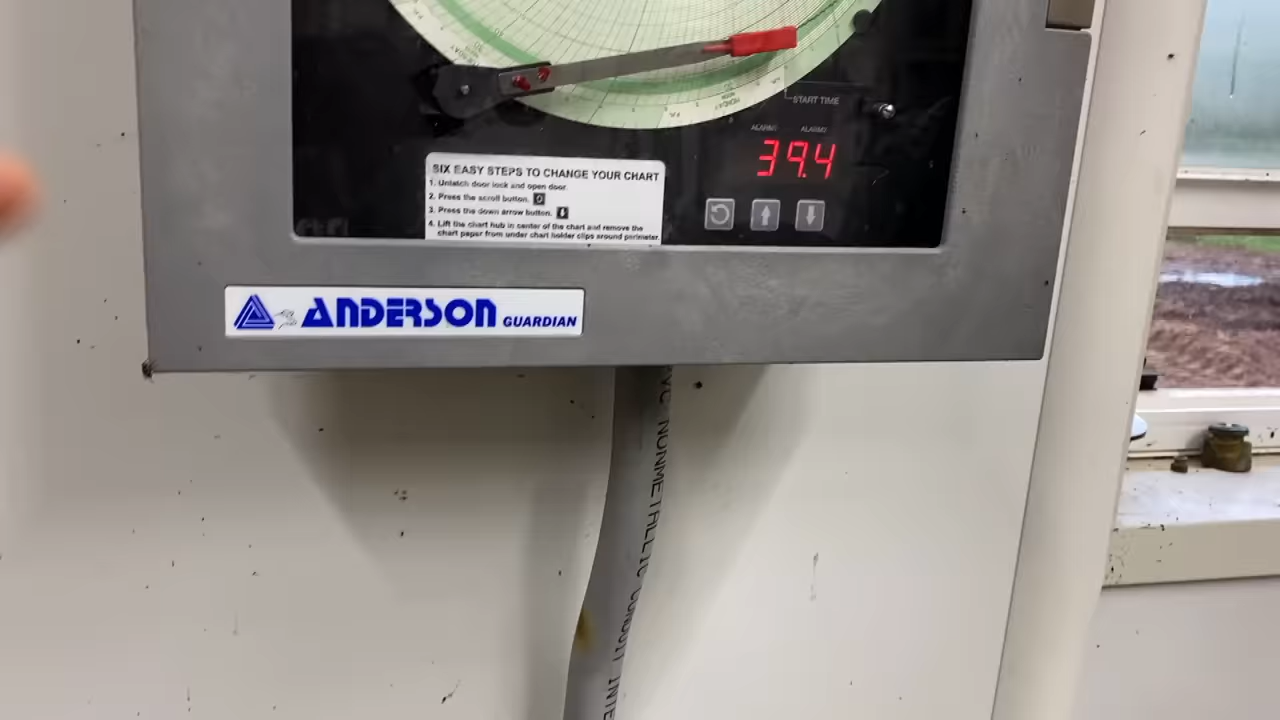 START TIME
ALARM1 ALARM2
39.4
SIX EASY STEPS TO CHANGE YOUR CHART
1. Unlatch door lock and open door.
2. Press the scroll button.
3. Press the down arrow button.
4. Lift the chart hub in center of the chart and remove the
chart paper from under chart holder clips around perimeter.
ANDERSON GUARDIAN
NONMETALLIC CONDUIT
MONDAY